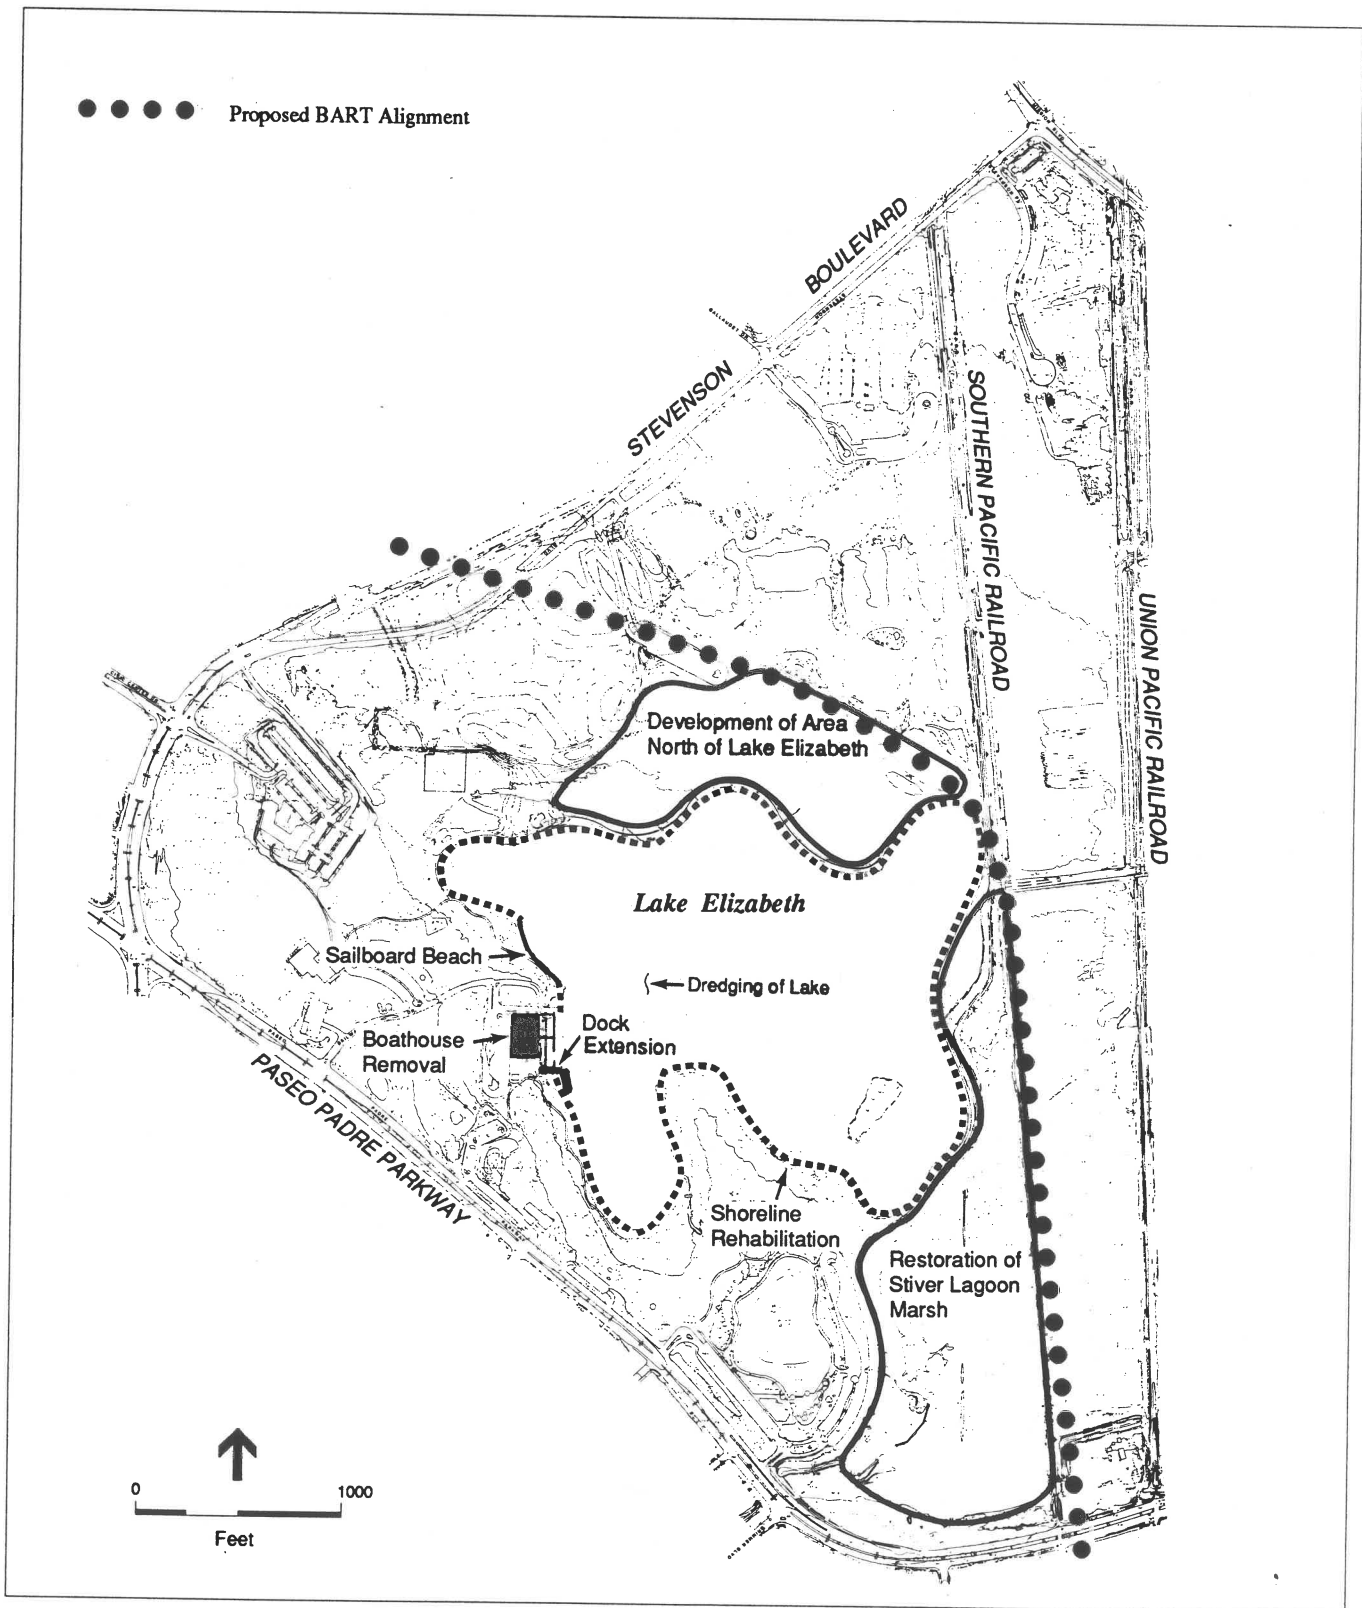 Proposed BART Alignment
STEVENSON BOULEVARD
SOUTHERN PACIFIC RAILROAD
UNION PACIFIC RAILROAD
Development of Area
North of Lake Elizabeth
Lake Elizabeth
Sailboard Beach
Dredging of Lake
Boathouse
Removal
Dock
Extension
PASEO PADRE PARKWAY
Shoreline
Rehabilitation
Restoration of
Stiver Lagoon
Marsh
0 1000
Feet